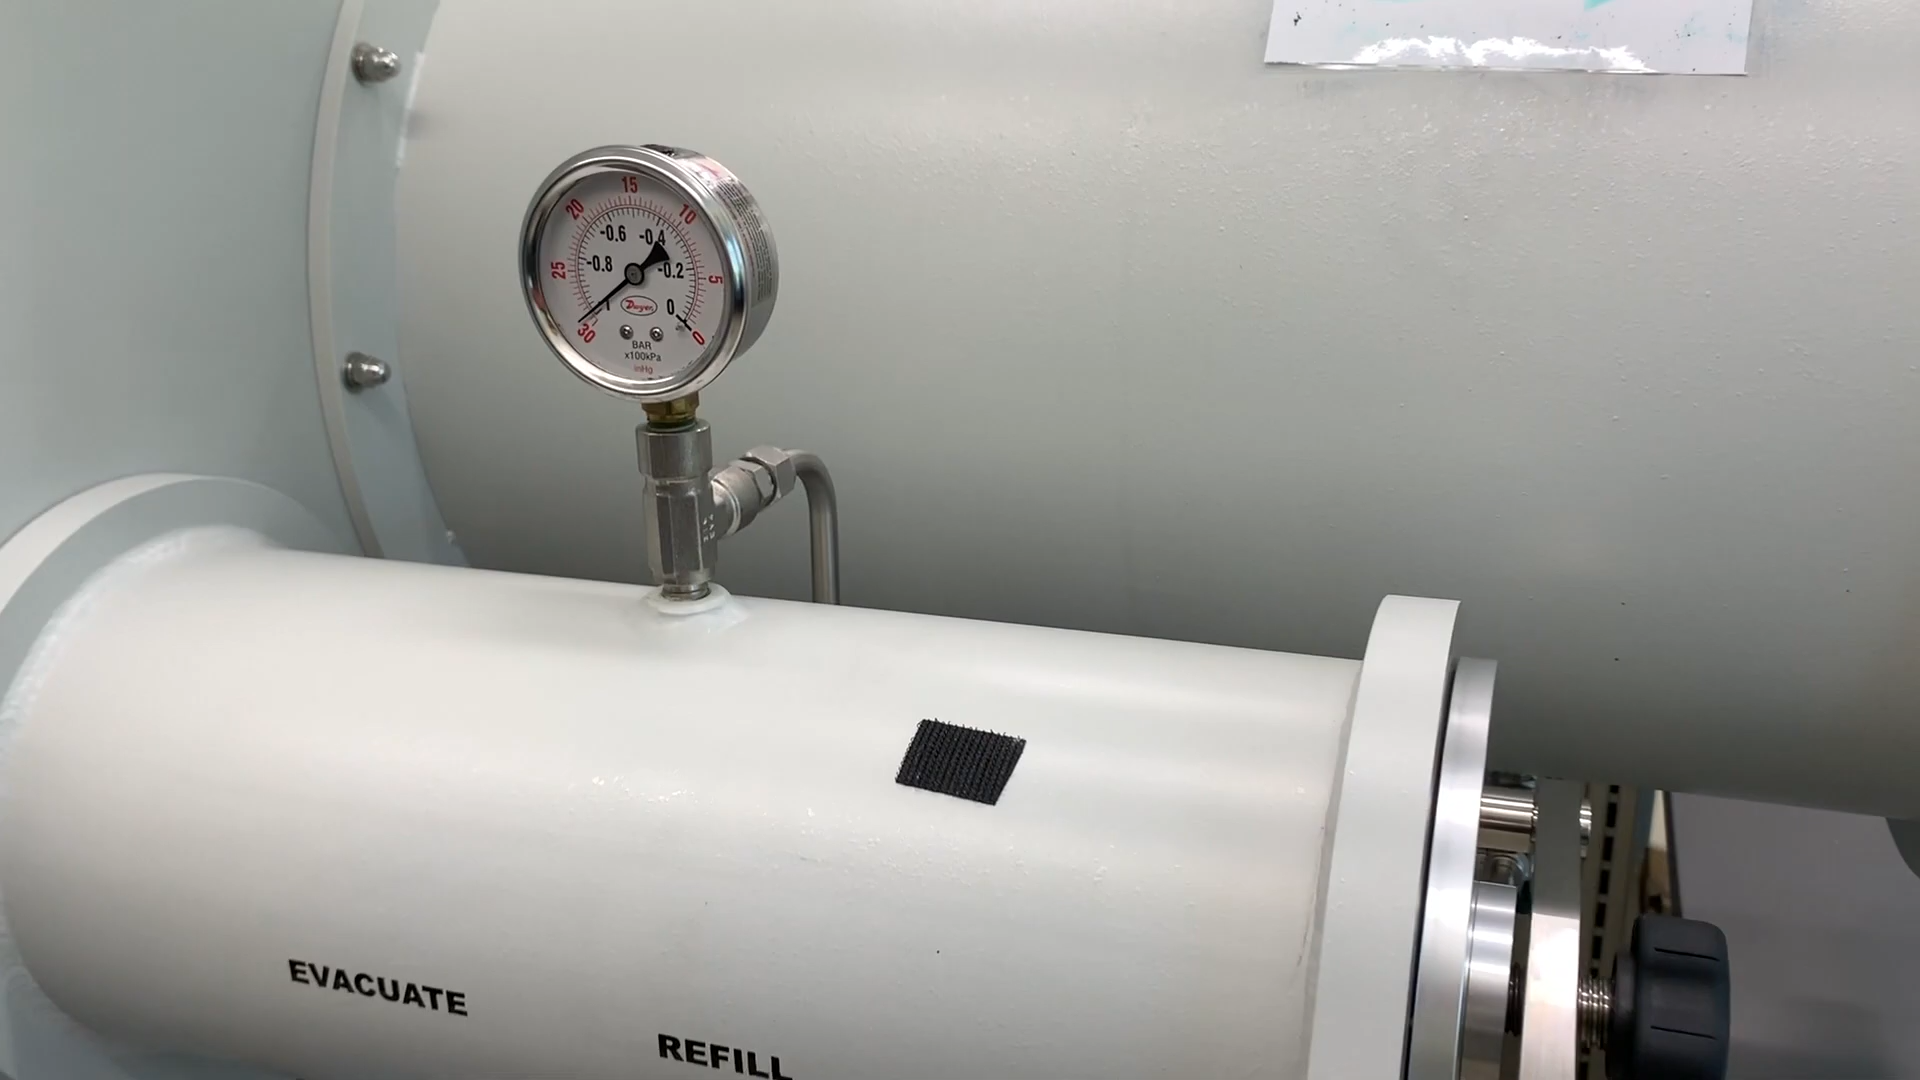 15
20
10
-0.6
-0.4
25
-0.8
-0.2
5
0
Dwyer
30
0
BAR
x100kPa
inHg
EVACUATE
REFILL